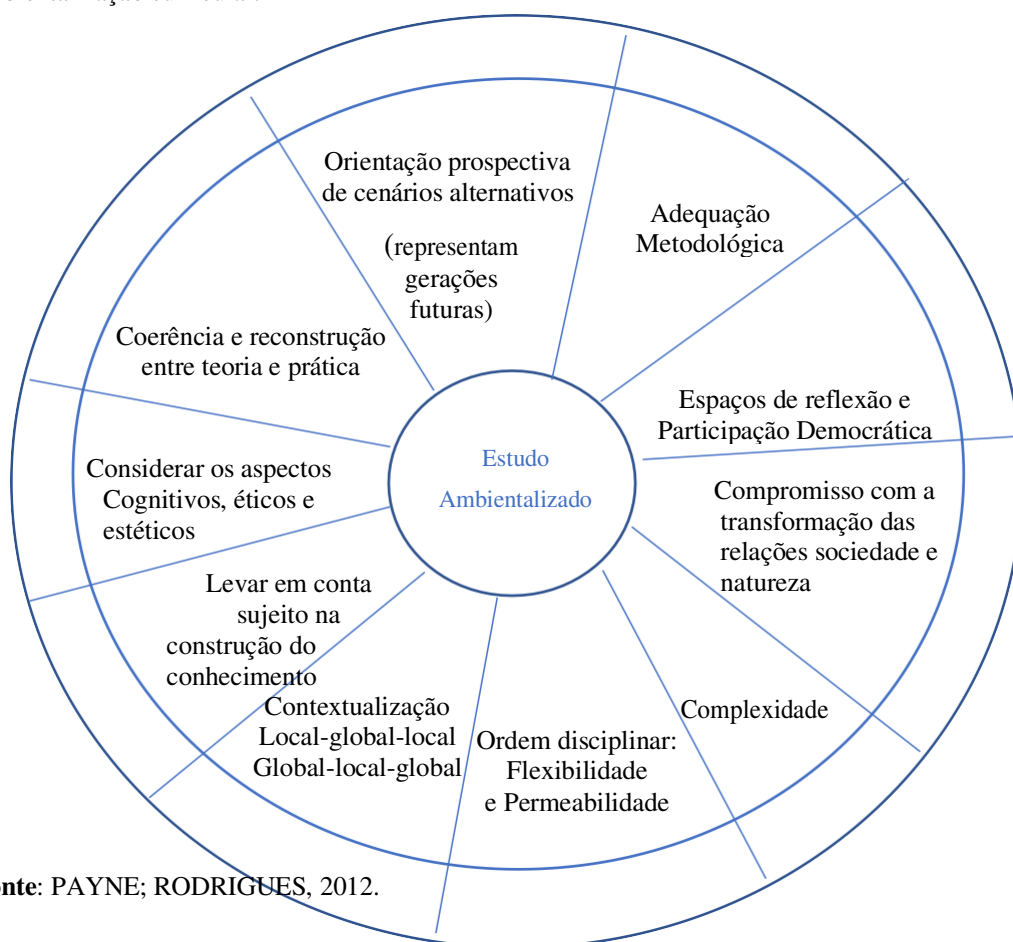 Orientação prospectiva
de cenários alternativos
(representam
gerações
futuras)
Adequação
Metodológica
Coerência e reconstrução
entre teoria e prática
Espaços de reflexão e
Participação Democrática
Estudo
Ambientalizado
Considerar os aspectos
Cognitivos, éticos e
estéticos
Compromisso com a
transformação das
relações sociedade e
natureza
Levar em conta
sujeito na
construção do
conhecimento
Contextualização
Local-global-local
Global-local-global
Ordem disciplinar:
Flexibilidade
e Permeabilidade
Complexidade
onte: PAYNE; RODRIGUES, 2012.